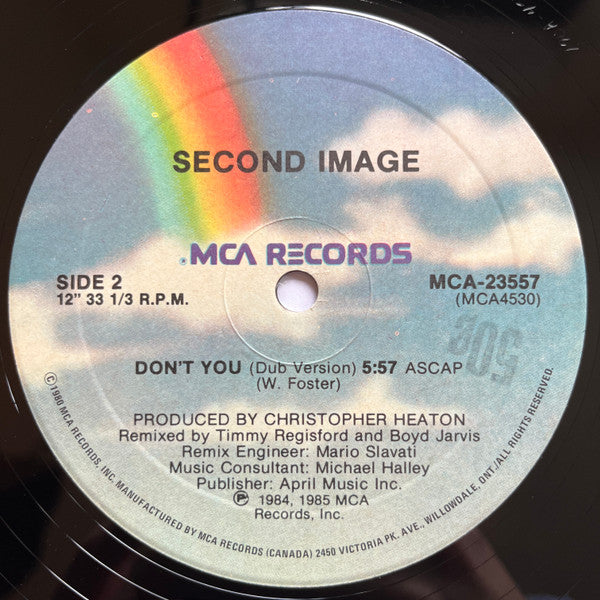 SECOND IMAGE
MCA RECORDS
SIDE 2
12" 33 1/3 R.P.M.
MCA-23557
(MCA4530)
50¢
DON'T YOU (Dub Version) 5:57 ASCAP
(W. Foster)
PRODUCED BY CHRISTOPHER HEATON
Remixed by Timmy Regisford and Boyd Jarvis
Remix Engineer: Mario Slavati
Music Consultant: Michael Halley
Publisher: April Music Inc.
℗ 1984, 1985 MCA
Records, Inc.
©1980 MCA RECORDS, INC. MANUFACTURED BY MCA RECORDS (CANADA) 2450 VICTORIA PK. AVE., WILLOWDALE, ONT./ALL RIGHTS RESERVED.